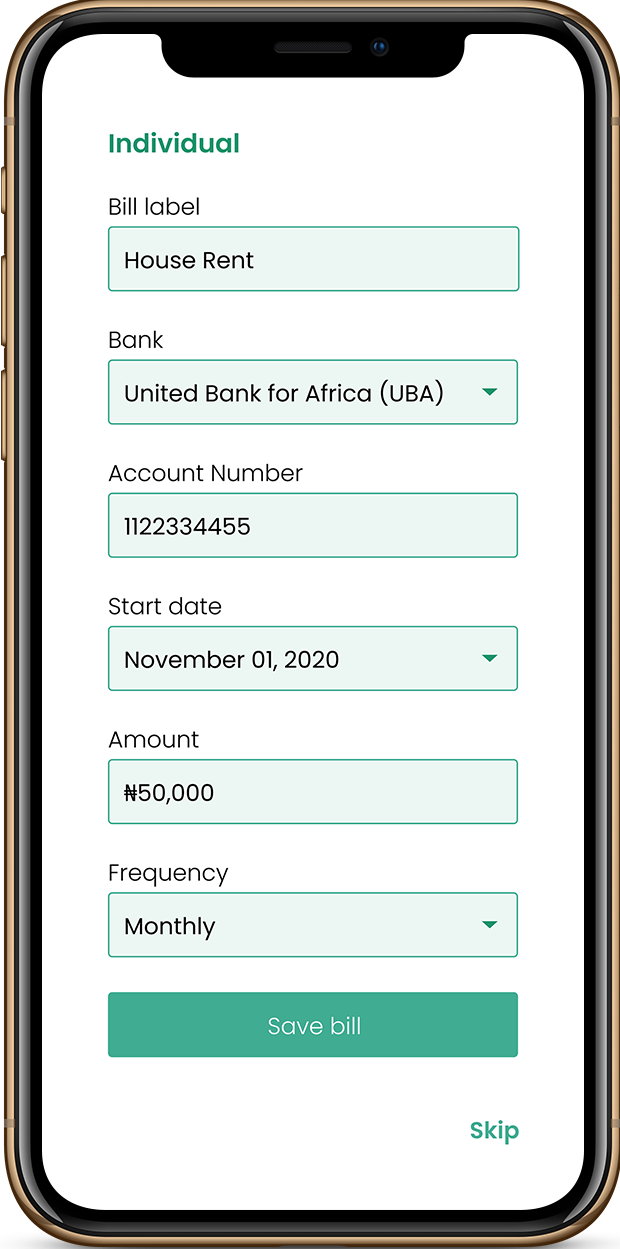 Individual
Bill label
House Rent
Bank
United Bank for Africa (UBA)
Account Number
1122334455
Start date
November 01, 2020
Amount
₦50,000
Frequency
Monthly
Save bill
Skip